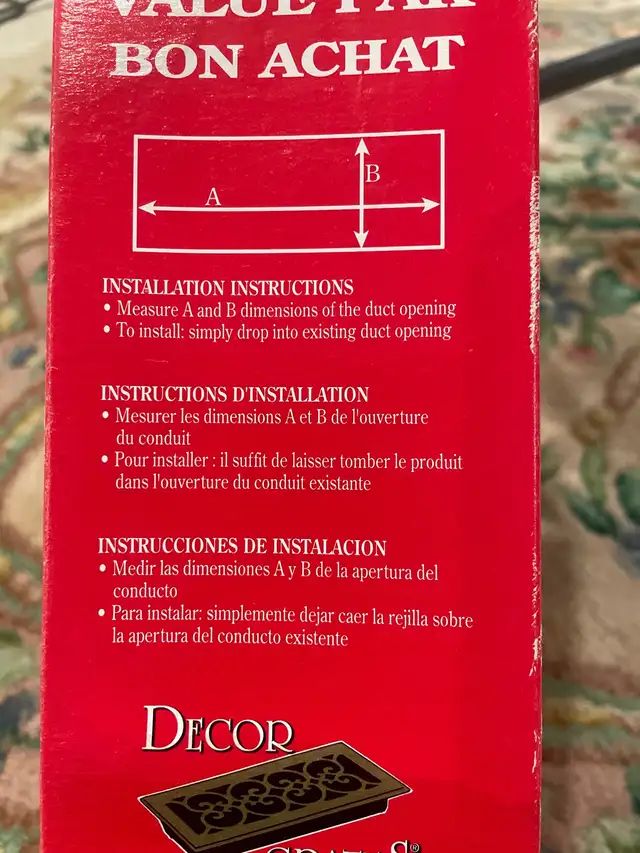 VALUE PAK
BON ACHAT
A
B
INSTALLATION INSTRUCTIONS
• Measure A and B dimensions of the duct opening
• To install: simply drop into existing duct opening
INSTRUCTIONS D'INSTALLATION
• Mesurer les dimensions A et B de l'ouverture
du conduit
• Pour installer : il suffit de laisser tomber le produit
dans l'ouverture du conduit existante
INSTRUCCIONES DE INSTALACION
• Medir las dimensiones A y B de la apertura del
conducto
• Para instalar: simplemente dejar caer la rejilla sobre
la apertura del conducto existente
DECOR
GRATES®